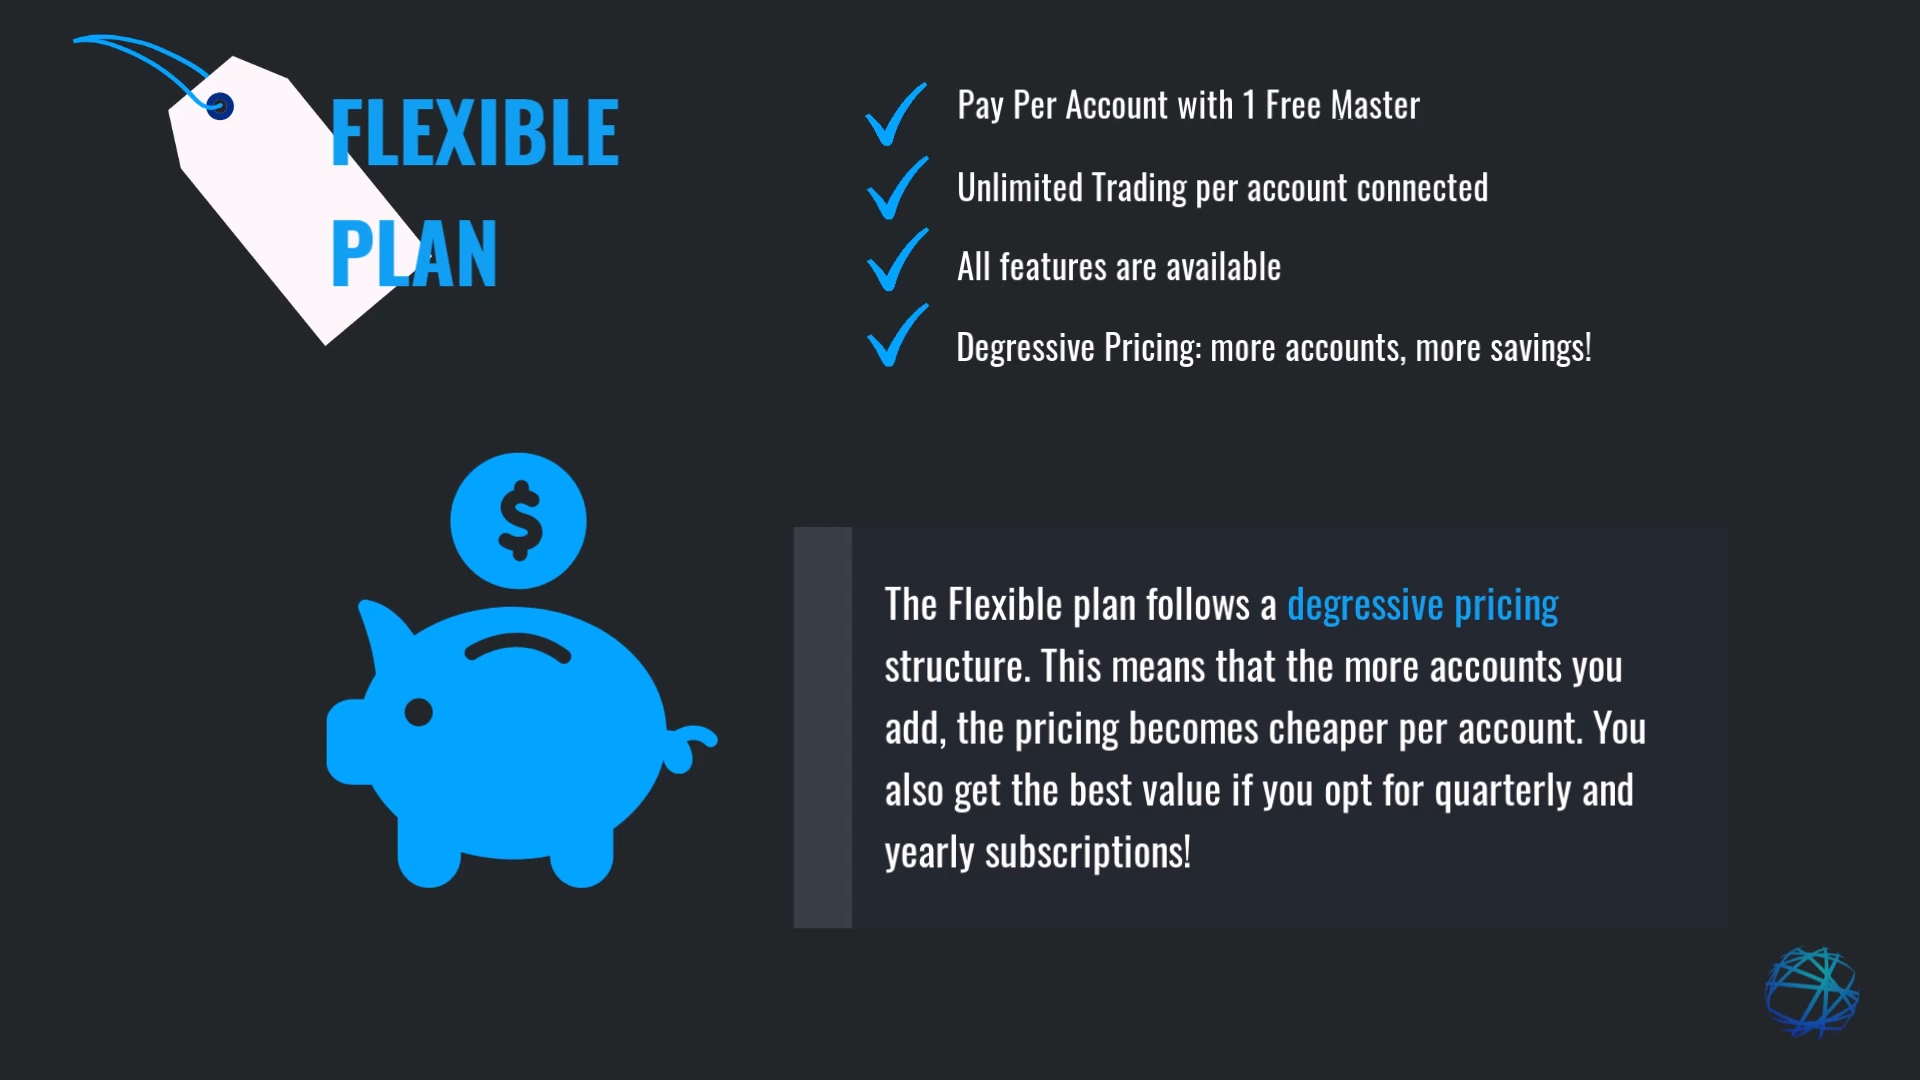 FLEXIBLE
PLAN
Pay Per Account with 1 Free Master
Unlimited Trading per account connected
All features are available
Degressive Pricing: more accounts, more savings!
$
The Flexible plan follows a degressive pricing
structure. This means that the more accounts you
add, the pricing becomes cheaper per account. You
also get the best value if you opt for quarterly and
yearly subscriptions!